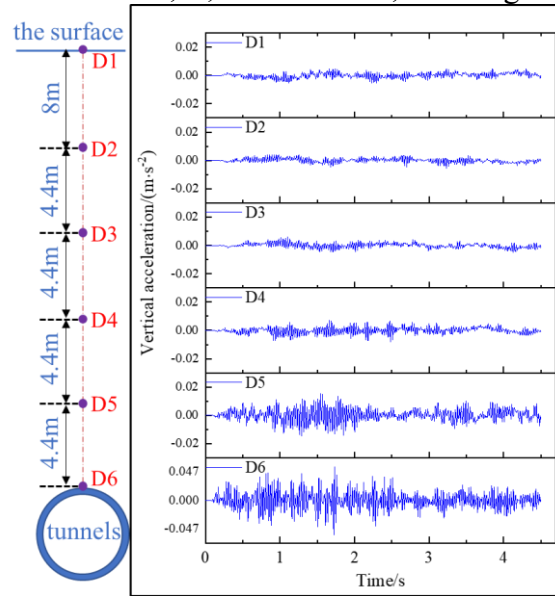 the surface
D1
8m
D2
4.4m
D3
4.4m
D4
4.4m
D5
4.4m
D6
tunnels
Vertical acceleration/(m·s⁻²)
D1
0.02
0.00
-0.02
D2
0.02
0.00
-0.02
D3
0.02
0.00
-0.02
D4
0.02
0.00
-0.02
D5
0.02
0.00
-0.02
D6
0.047
0.000
-0.047
0 1 2 3 4
Time/s